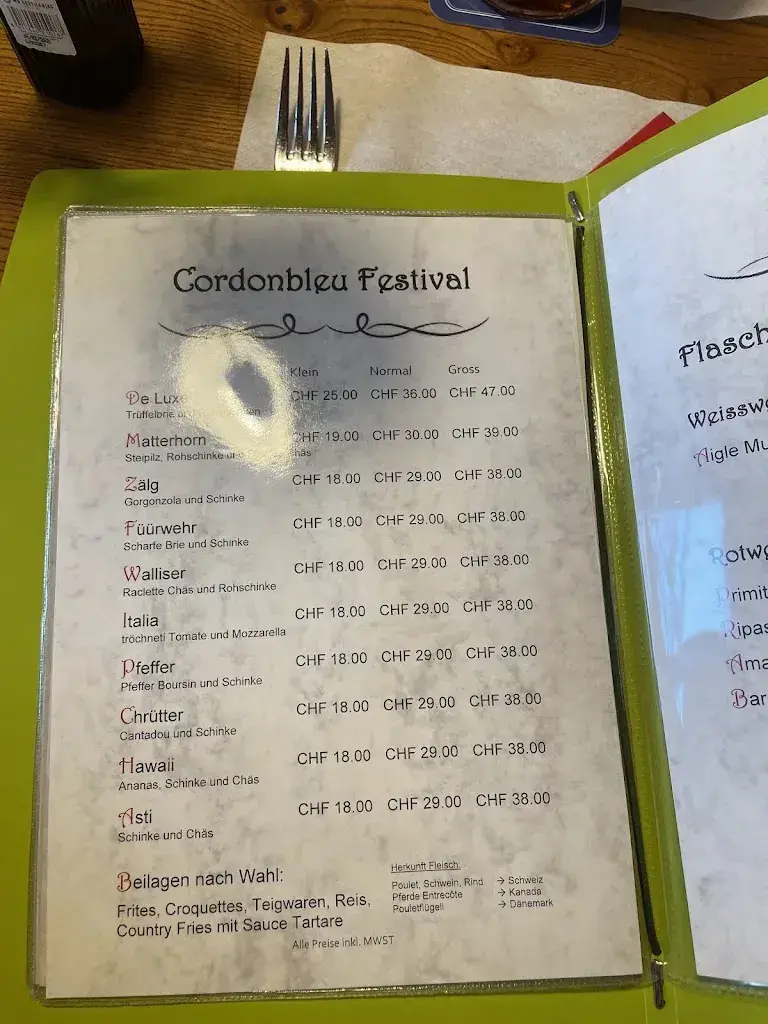 Cordonbleu Festival
Klein Normal Gross
De Luxe CHF 25.00 CHF 36.00 CHF 47.00
Trüffelbrie
Matterhorn CHF 19.00 CHF 30.00 CHF 39.00
Steipilz, Rohschinke
Zälg CHF 18.00 CHF 29.00 CHF 38.00
Gorgonzola und Schinke
Füürwehr CHF 18.00 CHF 29.00 CHF 38.00
Scharfe Brie und Schinke
Walliser CHF 18.00 CHF 29.00 CHF 38.00
Raclette Chäs und Rohschinke
Italia CHF 18.00 CHF 29.00 CHF 38.00
tröchneti Tomate und Mozzarella
Pfeffer CHF 18.00 CHF 29.00 CHF 38.00
Pfeffer Boursin und Schinke
Chrütter CHF 18.00 CHF 29.00 CHF 38.00
Cantadou und Schinke
Hawaii CHF 18.00 CHF 29.00 CHF 38.00
Ananas, Schinke und Chäs
Asti CHF 18.00 CHF 29.00 CHF 38.00
Schinke und Chäs
Beilagen nach Wahl:
Frites, Croquettes, Teigwaren, Reis,
Country Fries mit Sauce Tartare
Herkunft Fleisch:
Poulet, Schwein, Rind → Schweiz
Pferde Entrecôte → Kanada
Pouletflügeli → Dänemark
Alle Preise inkl. MWST
Flasch
Weisswe
Aigle Mu
Rotwe
Primit
Ripas
Ama
Bar